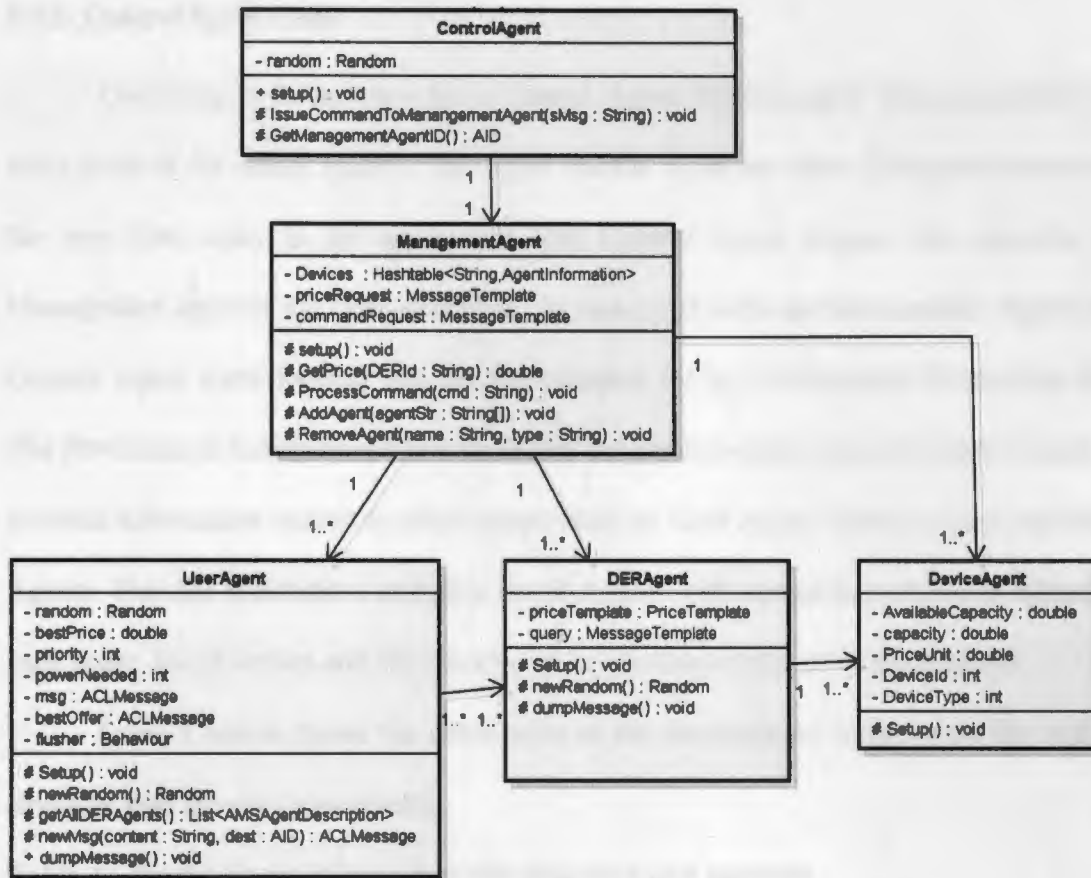 ControlAgent
- random : Random
+ setup() : void
# IssueCommandToManangementAgent(sMsg : String) : void
# GetManagementAgentID() : AID
1
1
ManagementAgent
- Devices : Hashtable<String,AgentInformation>
- priceRequest : MessageTemplate
- commandRequest : MessageTemplate
# setup() : void
# GetPrice(DERId : String) : double
# ProcessCommand(cmd : String) : void
# AddAgent(agentStr : String[]) : void
# RemoveAgent(name : String, type : String) : void
1
1
1
1..*
1..*
1..*
UserAgent
- random : Random
- bestPrice : double
- priority : int
- powerNeeded : int
- msg : ACLMessage
- bestOffer : ACLMessage
- flusher : Behaviour
# Setup() : void
# newRandom() : Random
# getAllDERAgents() : List<AMSAgentDescription>
# newMsg(content : String, dest : AID) : ACLMessage
+ dumpMessage() : void
1..* 1..*
DERAgent
- priceTemplate : PriceTemplate
- query : MessageTemplate
# Setup() : void
# newRandom() : Random
# dumpMessage() : void
1 1..*
DeviceAgent
- AvailableCapacity : double
- capacity : double
- PriceUnit : double
- DeviceId : int
- DeviceType : int
# Setup() : void